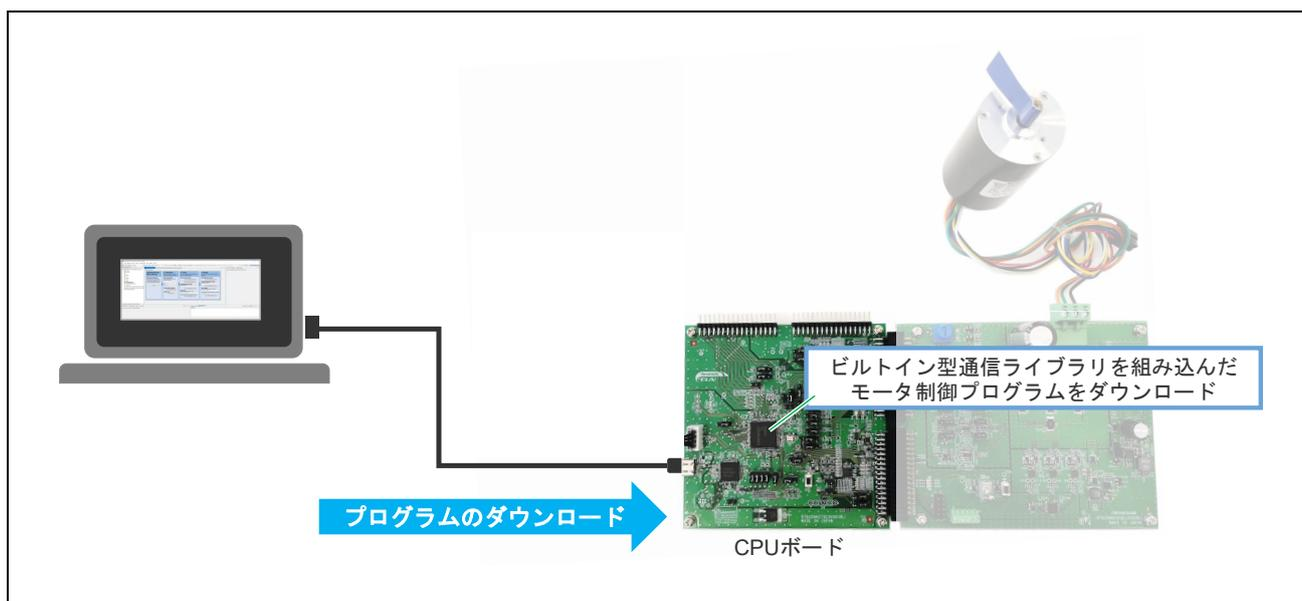 ビルトイン型通信ライブラリを組み込んだ
モータ制御プログラムをダウンロード
プログラムのダウンロード
CPUボード